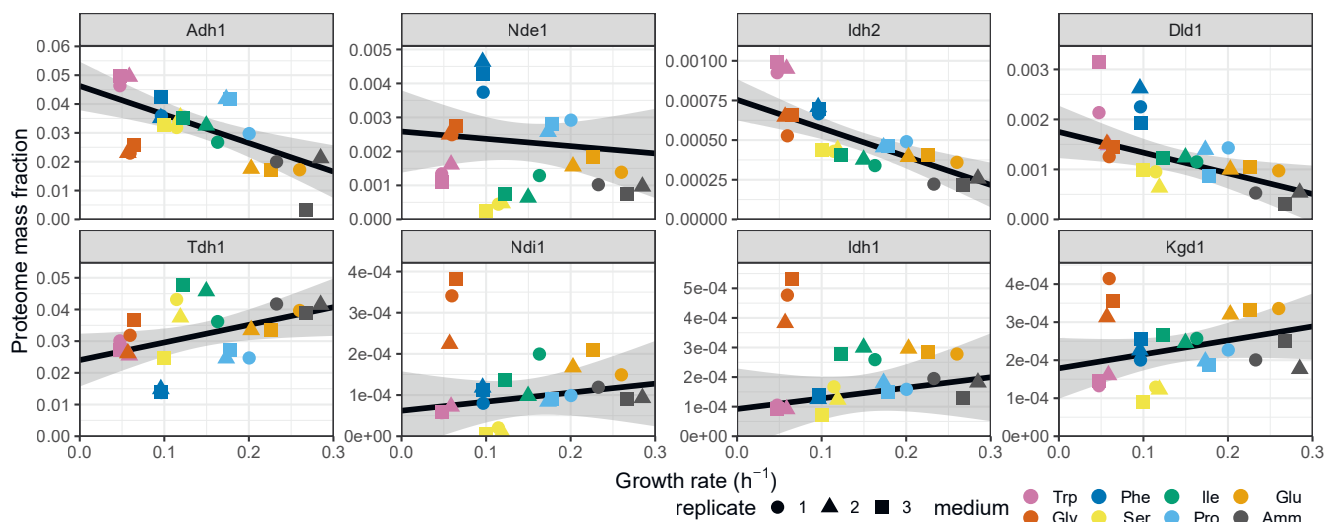 Adh1 Nde1 Idh2 Dld1
0.06 0.05 0.04 0.03 0.02 0.01 0.00
0.005 0.004 0.003 0.002 0.001 0.000
0.00100 0.00075 0.00050 0.00025 0.00000
0.003 0.002 0.001 0.000
Proteome mass fraction
Tdh1 Ndi1 Idh1 Kgd1
0.05 0.04 0.03 0.02 0.01 0.00
4e-04 3e-04 2e-04 1e-04 0e+00
5e-04 4e-04 3e-04 2e-04 1e-04 0e+00
4e-04 3e-04 2e-04 1e-04 0e+00
0.0 0.1 0.2 0.3 0.0 0.1 0.2 0.3 0.0 0.1 0.2 0.3 0.0 0.1 0.2 0.3
Growth rate (h⁻¹)
replicate 1 2 3 medium
Trp Phe Ile Glu
Gly Ser Pro Amm